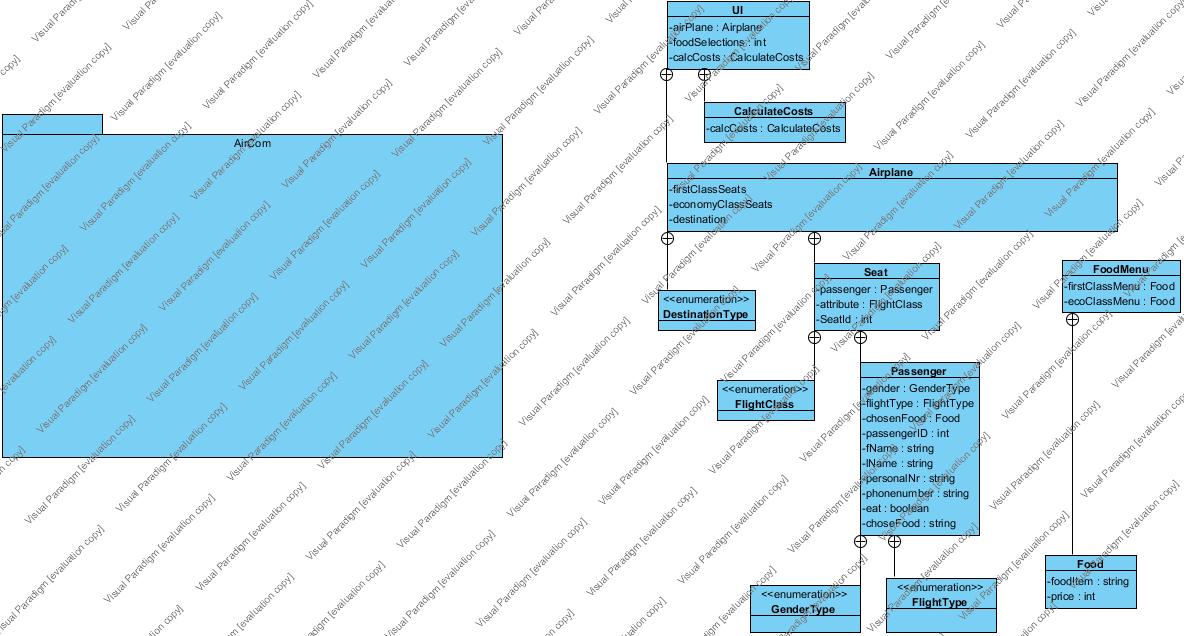 UI
-airPlane : Airplane
-foodSelections : int
-calcCosts : CalculateCosts
CalculateCosts
-calcCosts : CalculateCosts
AirCom
Airplane
-firstClassSeats
-economyClassSeats
-destination
Seat
-passenger : Passenger
-attribute : FlightClass
-SeatId : int
FoodMenu
-firstClassMenu : Food
-ecoClassMenu : Food
<<enumeration>>
DestinationType
<<enumeration>>
FlightClass
Passenger
-gender : GenderType
-flightType : FlightType
-chosenFood : Food
-passengerID : int
-fName : string
-lName : string
-personalNr : string
-phonenumber : string
-eat : boolean
-choseFood : string
Food
-foodItem : string
-price : int
<<enumeration>>
GenderType
<<enumeration>>
FlightType
Visual Paradigm [evaluation copy]